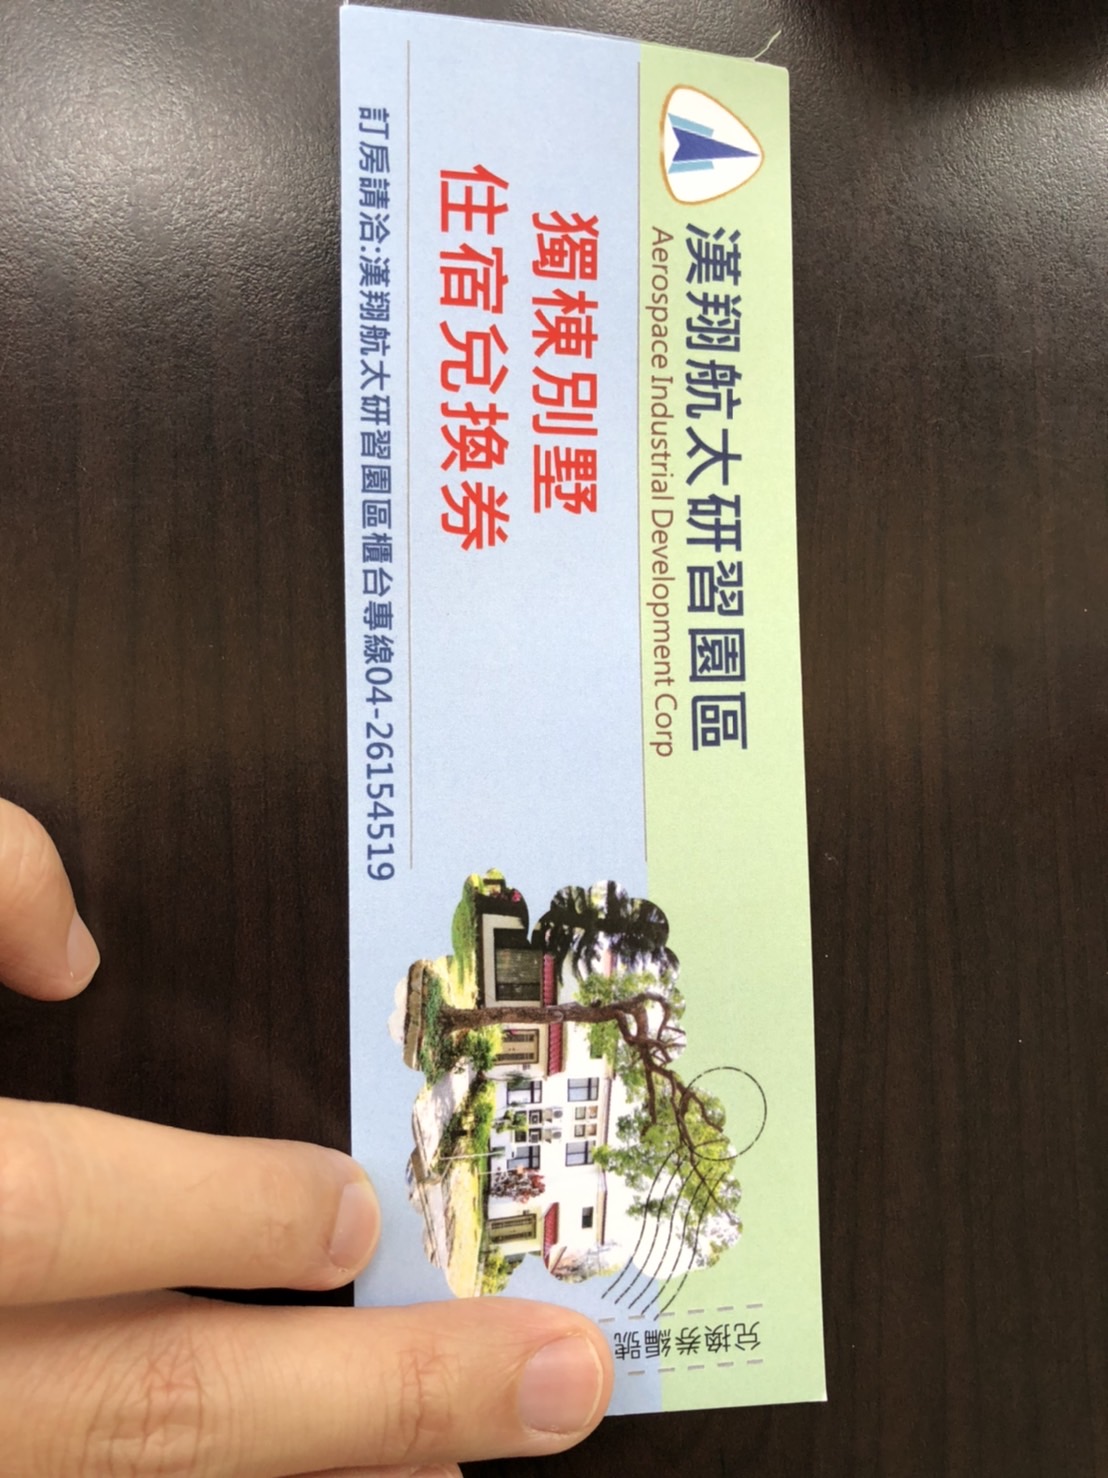 漢翔航太研習園區
Aerospace Industrial Development Corp
獨棟別墅
住宿兌換券
訂房請洽:漢翔航太研習園區櫃台專線04-26154519
兌換券編號